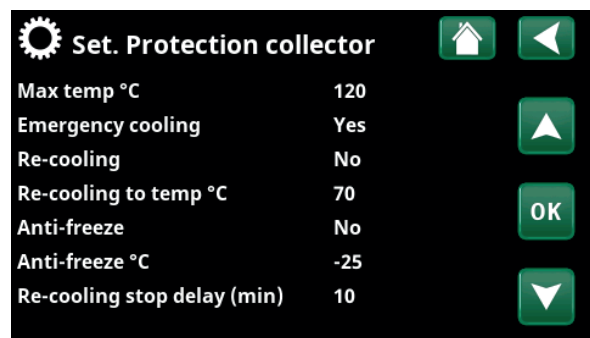 Set. Protection collector
Max temp °C 120
Emergency cooling Yes
Re-cooling No
Re-cooling to temp °C 70
Anti-freeze No
OK
Anti-freeze °C -25
Re-cooling stop delay (min) 10